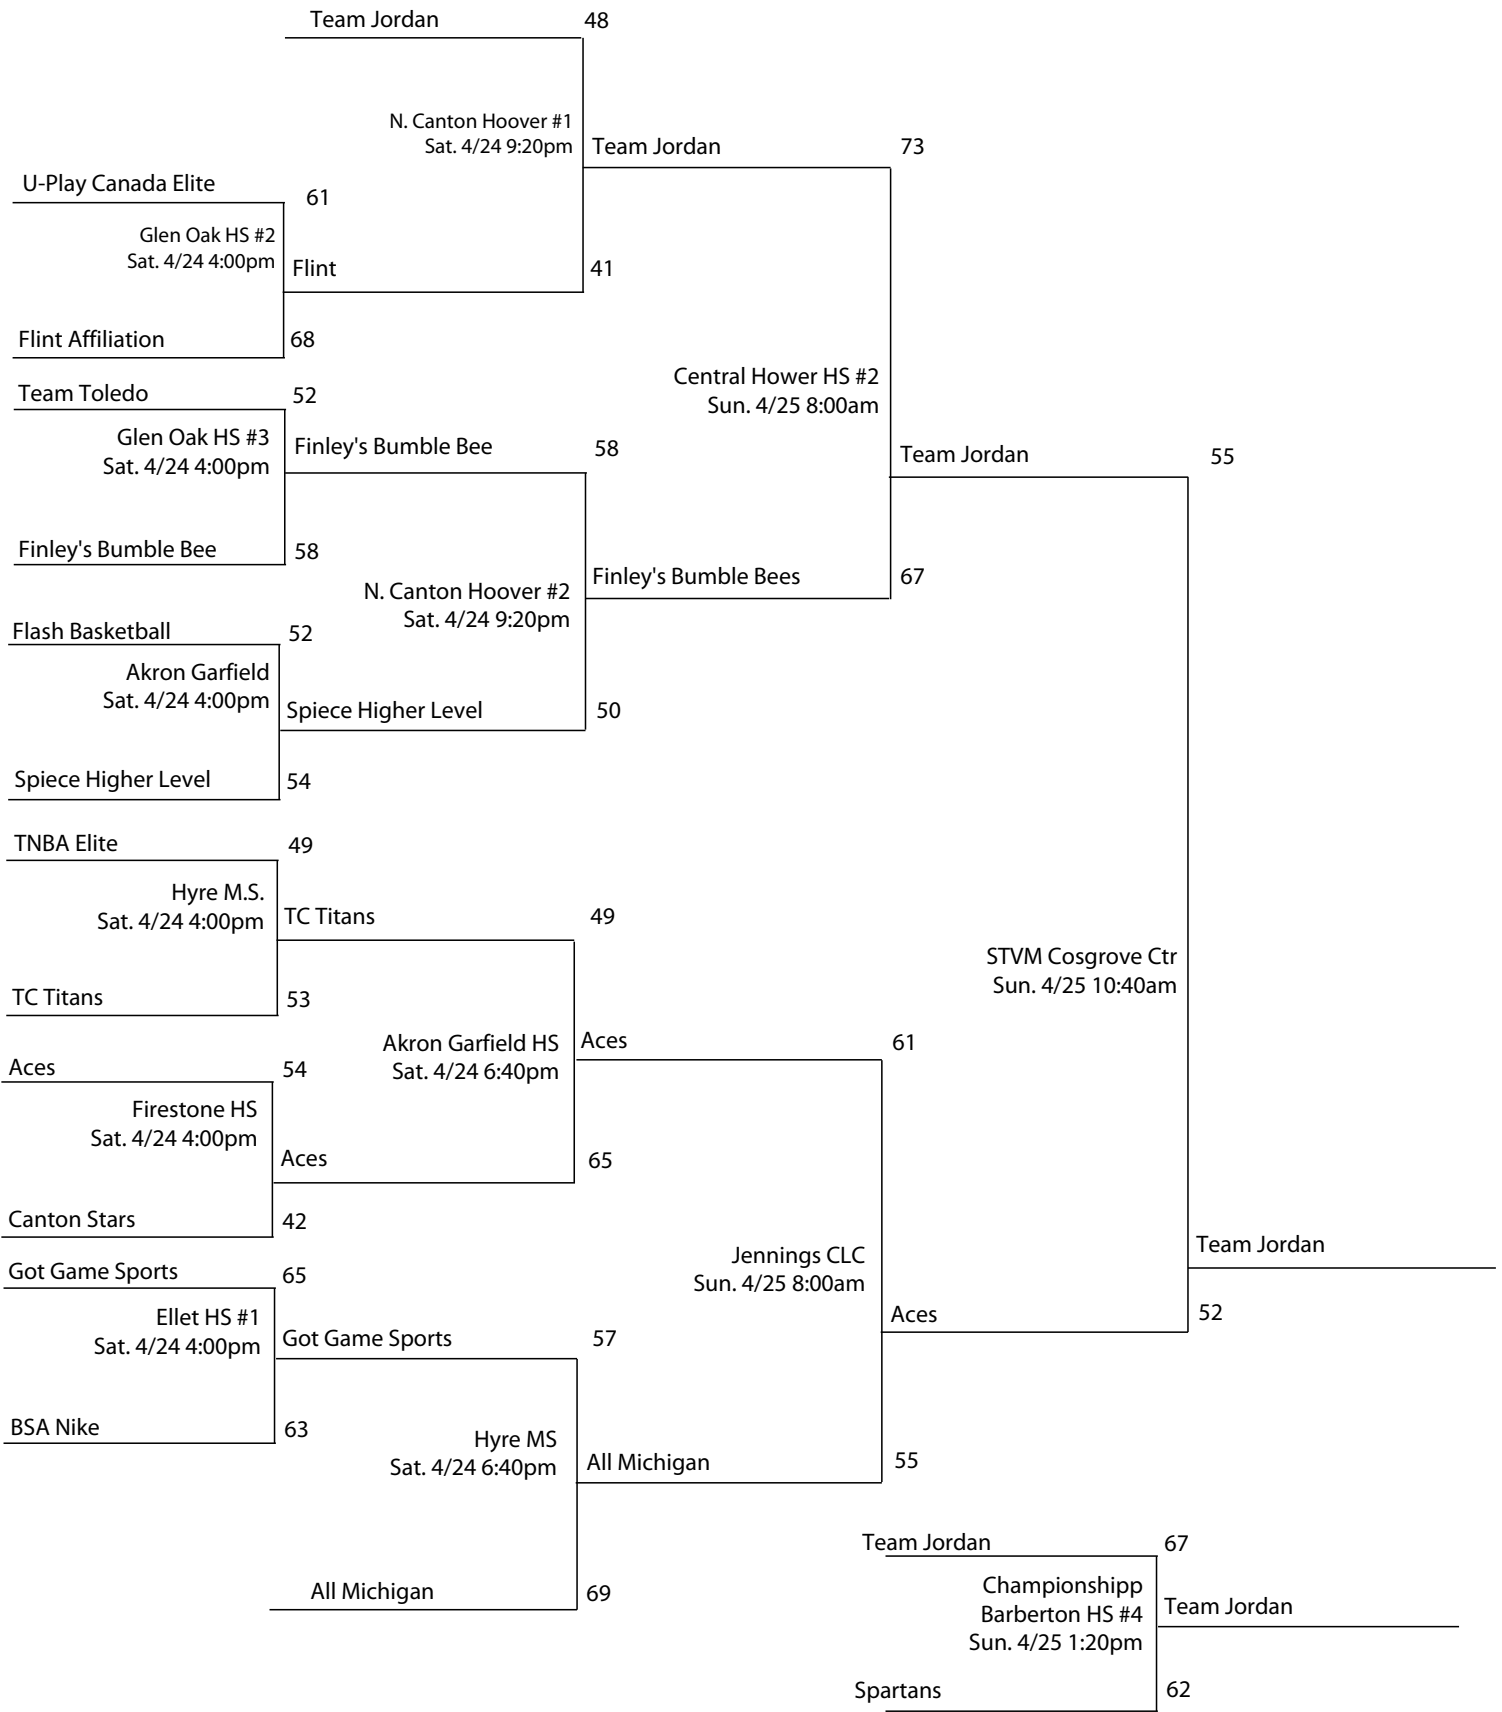 Team Jordan 48
N. Canton Hoover #1
Sat. 4/24 9:20pm
Team Jordan 73
U-Play Canada Elite 61
Glen Oak HS #2
Sat. 4/24 4:00pm
Flint 41
Flint Affiliation 68
Team Toledo 52
Central Hower HS #2
Sun. 4/25 8:00am
Glen Oak HS #3
Sat. 4/24 4:00pm
Finley's Bumble Bee 58
Team Jordan 55
Finley's Bumble Bee 58
N. Canton Hoover #2
Sat. 4/24 9:20pm
Finley's Bumble Bees 67
Flash Basketball 52
Akron Garfield
Sat. 4/24 4:00pm
Spiece Higher Level 50
Spiece Higher Level 54
TNBA Elite 49
Hyre M.S.
Sat. 4/24 4:00pm
TC Titans 49
STVM Cosgrove Ctr
Sun. 4/25 10:40am
TC Titans 53
Akron Garfield HS
Sat. 4/24 6:40pm
Aces 61
Aces 54
Firestone HS
Sat. 4/24 4:00pm
Aces 65
Canton Stars 42
Jennings CLC
Sun. 4/25 8:00am
Team Jordan
Got Game Sports 65
Ellet HS #1
Sat. 4/24 4:00pm
Aces 52
Got Game Sports 57
BSA Nike 63
Hyre MS
Sat. 4/24 6:40pm
All Michigan 55
All Michigan 69
Team Jordan 67
Championshipp
Barberton HS #4
Sun. 4/25 1:20pm
Team Jordan
Spartans 62